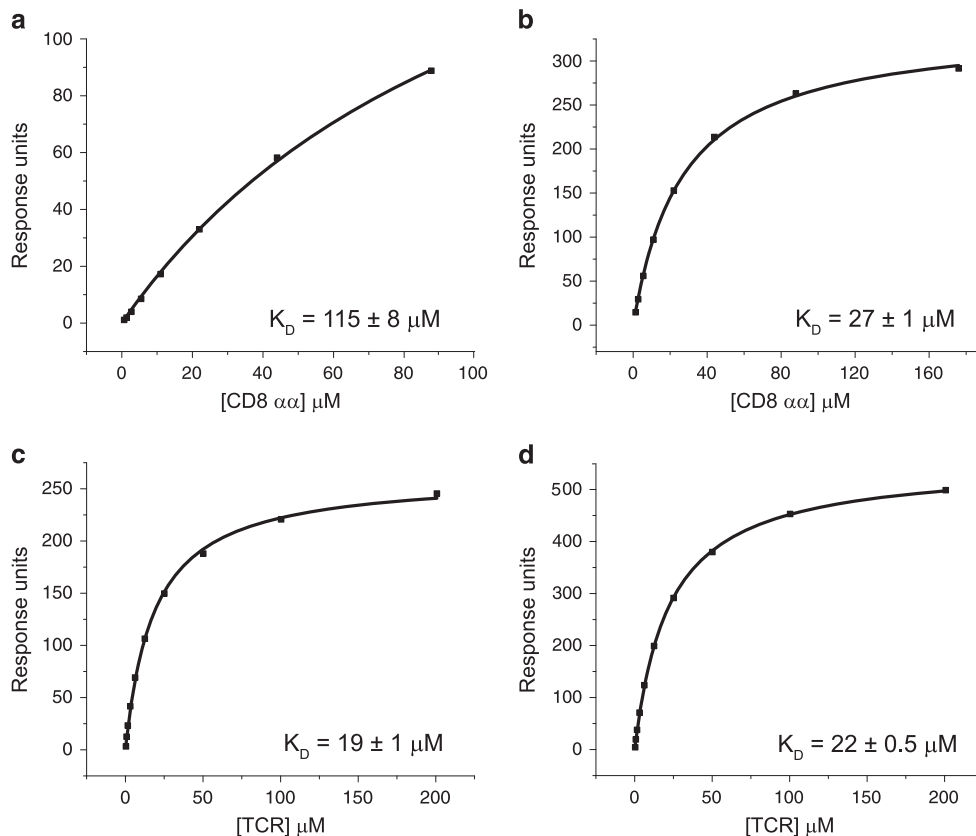 a
100
80
60
40
20
0
Response units
K_D = 115 ± 8 μM
0 20 40 60 80 100
[CD8 αα] μM
b
300
250
200
150
100
50
0
Response units
K_D = 27 ± 1 μM
0 40 80 120 160
[CD8 αα] μM
c
250
200
150
100
50
0
Response units
K_D = 19 ± 1 μM
0 50 100 150 200
[TCR] μM
d
500
400
300
200
100
0
Response units
K_D = 22 ± 0.5 μM
0 50 100 150 200
[TCR] μM